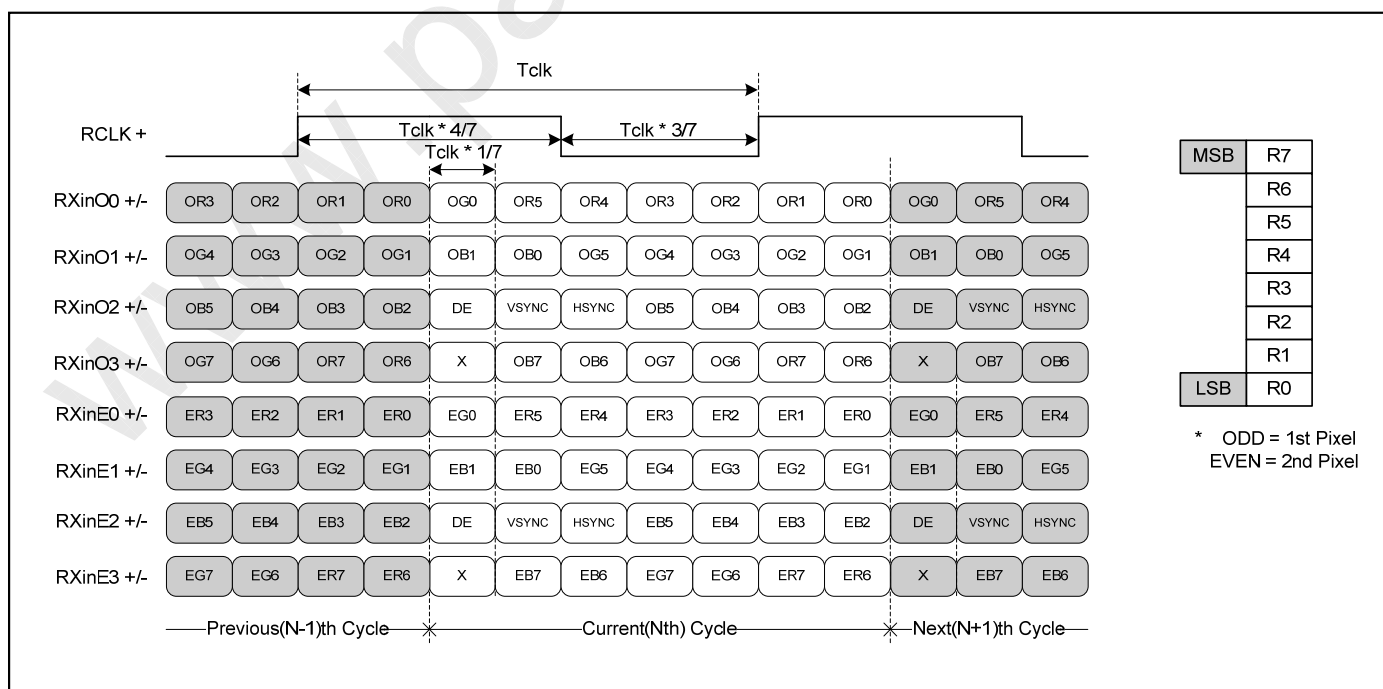 www.pa
Tclk
RCLK +
Tclk * 4/7
Tclk * 3/7
Tclk * 1/7
RXinO0 +/- OR3 OR2 OR1 OR0 OG0 OR5 OR4 OR3 OR2 OR1 OR0 OG0 OR5 OR4
RXinO1 +/- OG4 OG3 OG2 OG1 OB1 OB0 OG5 OG4 OG3 OG2 OG1 OB1 OB0 OG5
RXinO2 +/- OB5 OB4 OB3 OB2 DE VSYNC HSYNC OB5 OB4 OB3 OB2 DE VSYNC HSYNC
RXinO3 +/- OG7 OG6 OR7 OR6 X OB7 OB6 OG7 OG6 OR7 OR6 X OB7 OB6
RXinE0 +/- ER3 ER2 ER1 ER0 EG0 ER5 ER4 ER3 ER2 ER1 ER0 EG0 ER5 ER4
RXinE1 +/- EG4 EG3 EG2 EG1 EB1 EB0 EG5 EG4 EG3 EG2 EG1 EB1 EB0 EG5
RXinE2 +/- EB5 EB4 EB3 EB2 DE VSYNC HSYNC EB5 EB4 EB3 EB2 DE VSYNC HSYNC
RXinE3 +/- EG7 EG6 ER7 ER6 X EB7 EB6 EG7 EG6 ER7 ER6 X EB7 EB6
Previous(N-1)th Cycle Current(Nth) Cycle Next(N+1)th Cycle
MSB R7
R6
R5
R4
R3
R2
R1
LSB R0
* ODD = 1st Pixel
EVEN = 2nd Pixel